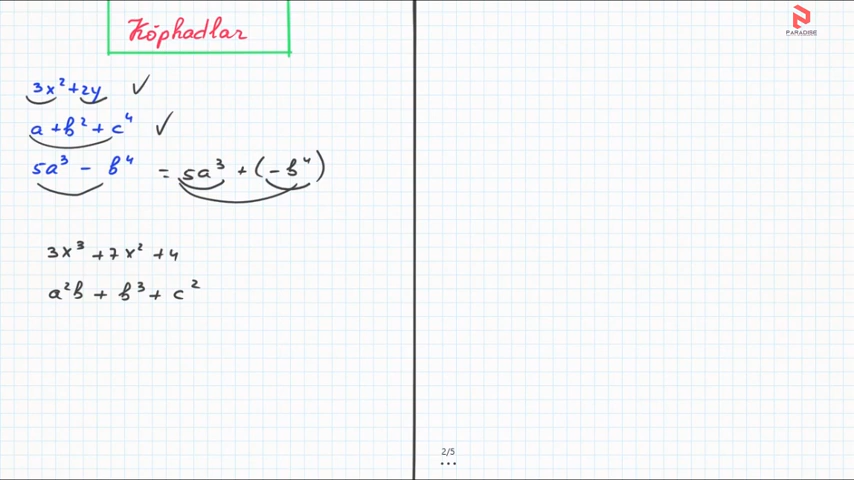 Köphadlar
3x² + 2y ✓
a + b² + c⁴ ✓
5a³ - b⁴ = 5a³ + (-b⁴)
3x³ + 7x² + 4
a²b + b³ + c²
PARADISE
2/5